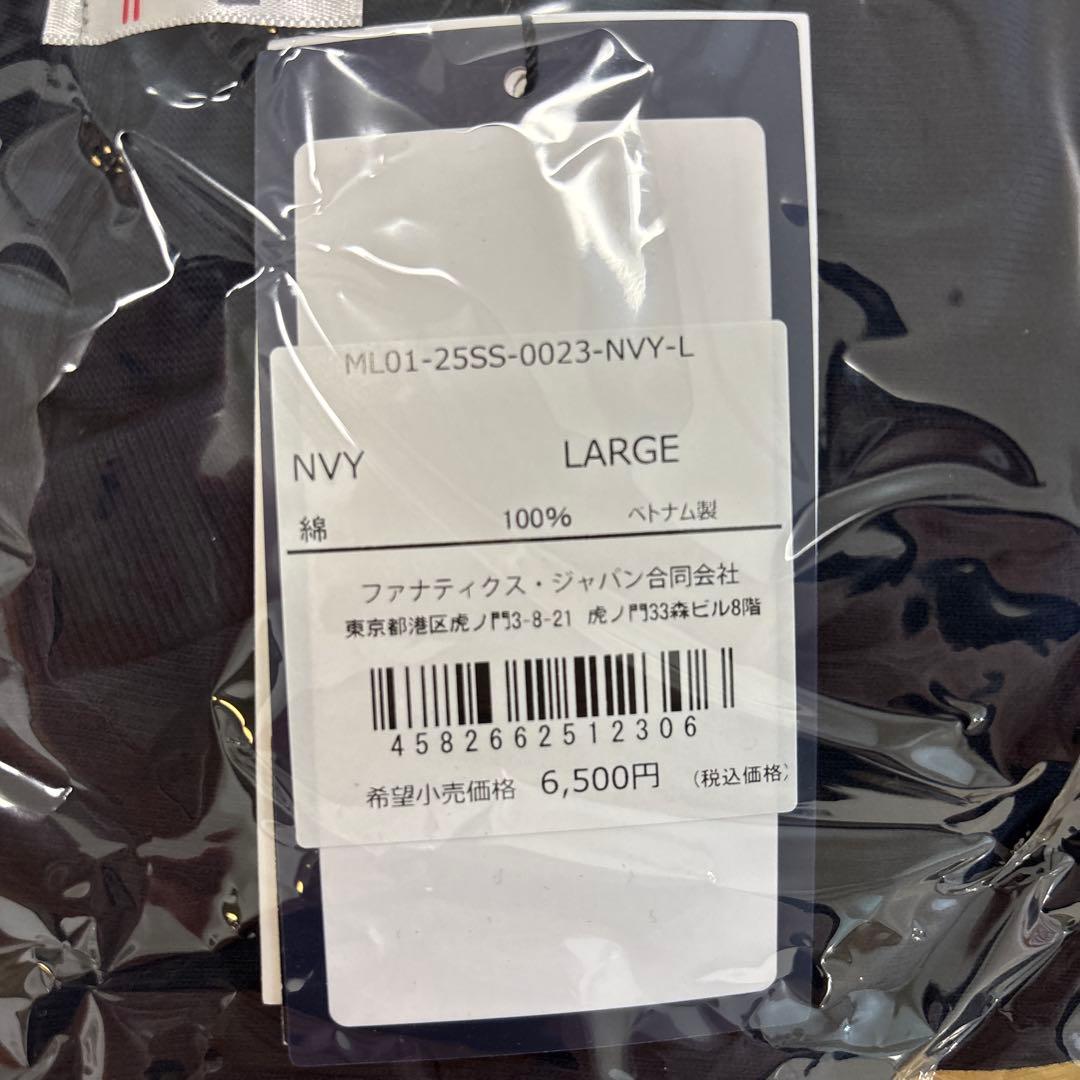 ML01-25SS-0023-NVY-L
NVY LARGE
綿 100% ベトナム製
ファナティクス・ジャパン合同会社
東京都港区虎ノ門3-8-21 虎ノ門33森ビル8階
4582662512306
希望小売価格 6,500円 (税込価格)